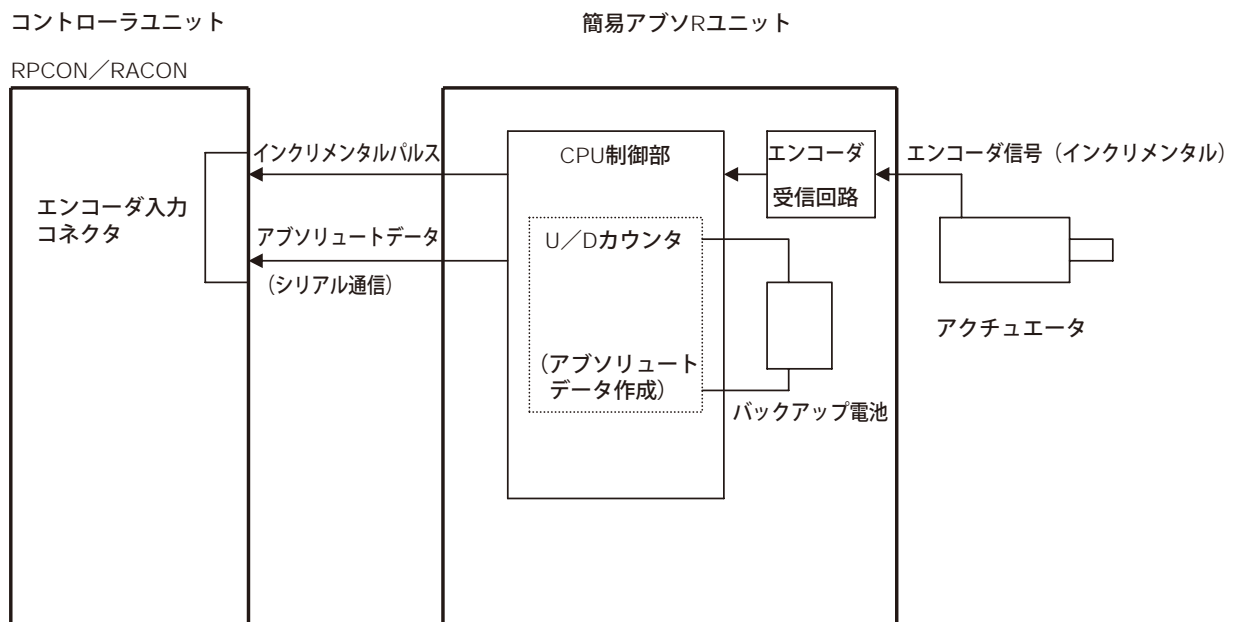 コントローラユニット
簡易アブソRユニット
RPCON／RACON
インクリメンタルパルス
CPU制御部
エンコーダ
受信回路
エンコーダ信号（インクリメンタル）
エンコーダ入力
コネクタ
アブソリュートデータ
（シリアル通信）
U／Dカウンタ
（アブソリュート
データ作成）
バックアップ電池
アクチュエータ